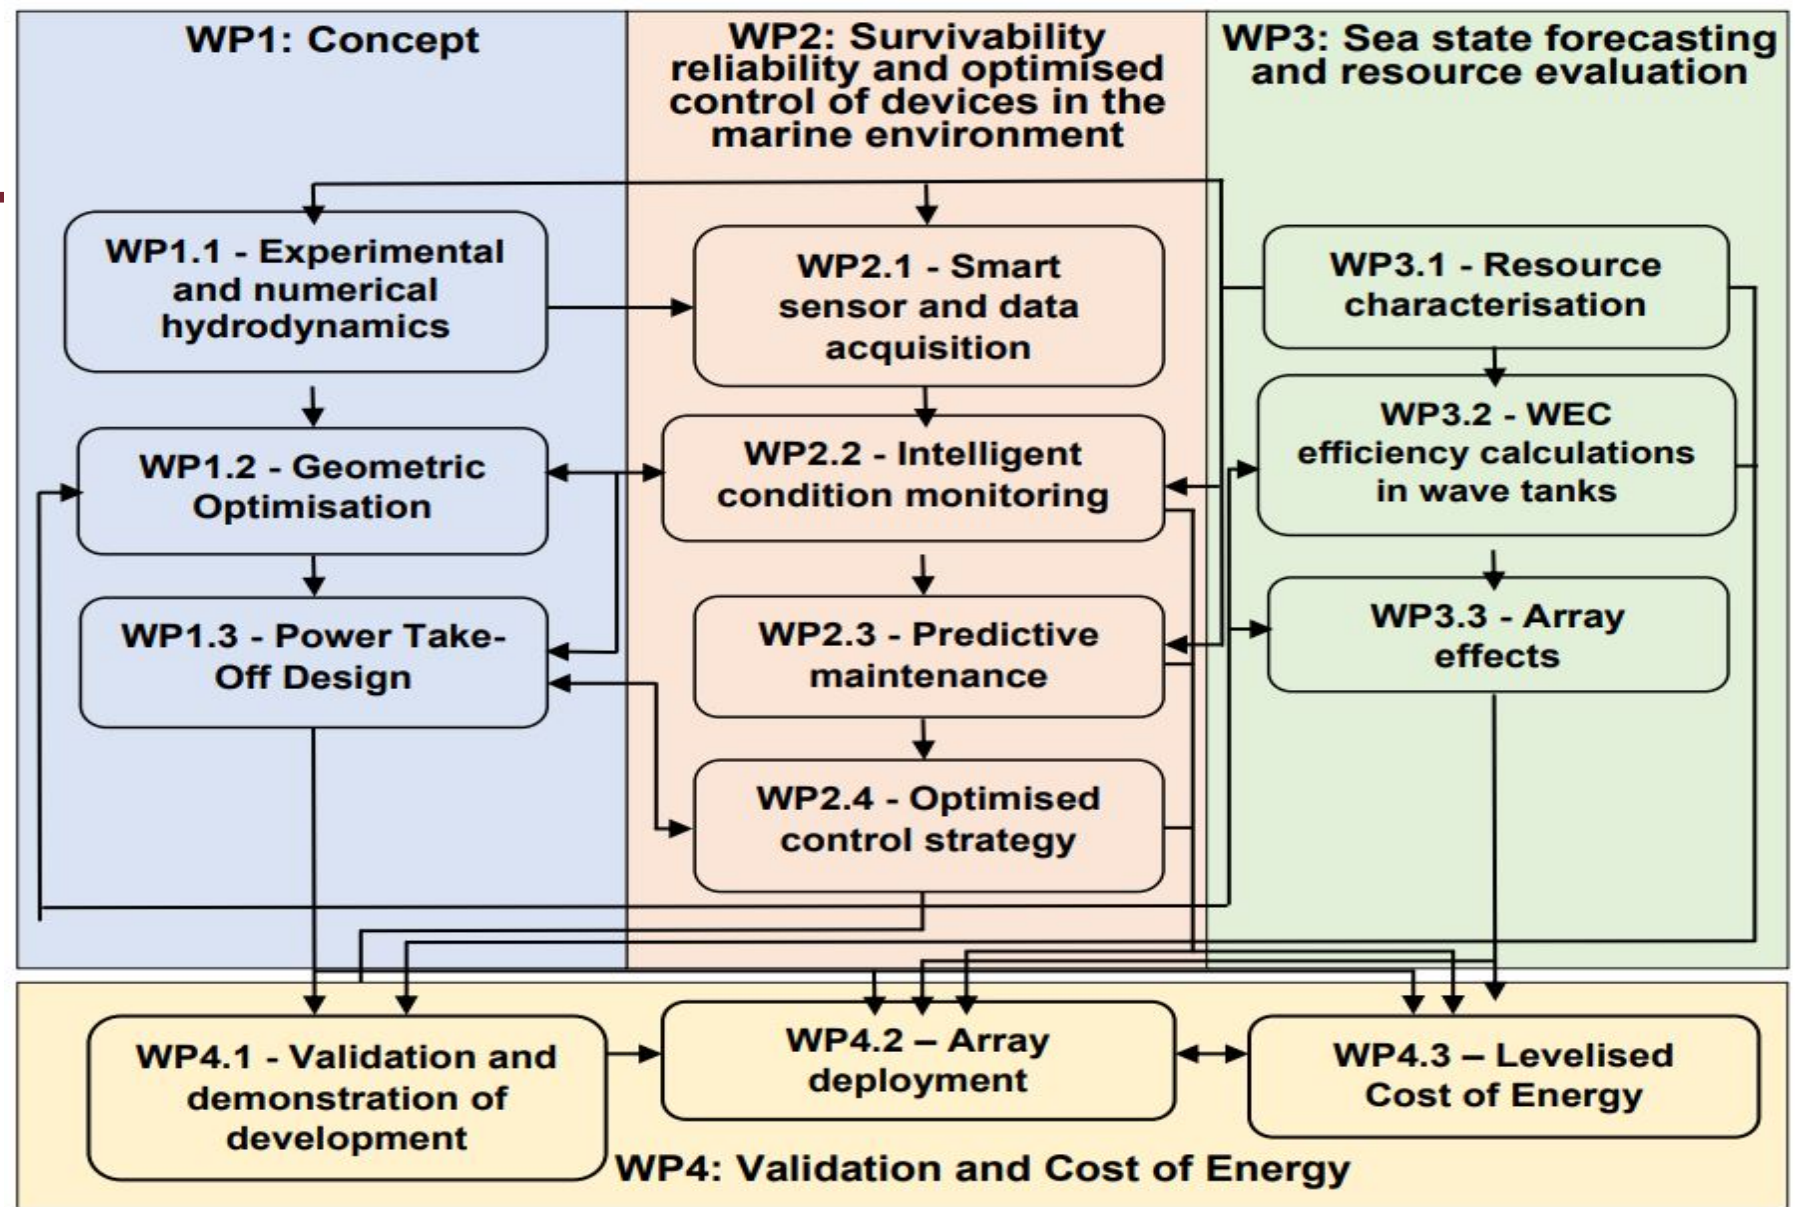 WP1: Concept
WP2: Survivability
reliability and optimised
control of devices in the
marine environment
WP3: Sea state forecasting
and resource evaluation
WP1.1 - Experimental
and numerical
hydrodynamics
WP1.2 - Geometric
Optimisation
WP1.3 - Power Take-
Off Design
WP2.1 - Smart
sensor and data
acquisition
WP2.2 - Intelligent
condition monitoring
WP2.3 - Predictive
maintenance
WP2.4 - Optimised
control strategy
WP3.1 - Resource
characterisation
WP3.2 - WEC
efficiency calculations
in wave tanks
WP3.3 - Array
effects
WP4.1 - Validation and
demonstration of
development
WP4.2 – Array
deployment
WP4.3 – Levelised
Cost of Energy
WP4: Validation and Cost of Energy